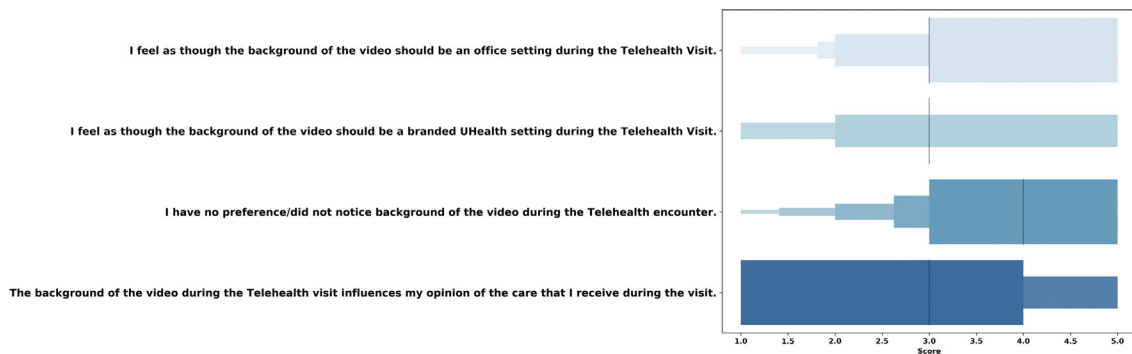 I feel as though the background of the video should be an office setting during the Telehealth Visit.
I feel as though the background of the video should be a branded UHealth setting during the Telehealth Visit.
I have no preference/did not notice background of the video during the Telehealth encounter.
The background of the video during the Telehealth visit influences my opinion of the care that I receive during the visit.
1.0 1.5 2.0 2.5 3.0 3.5 4.0 4.5 5.0
Score